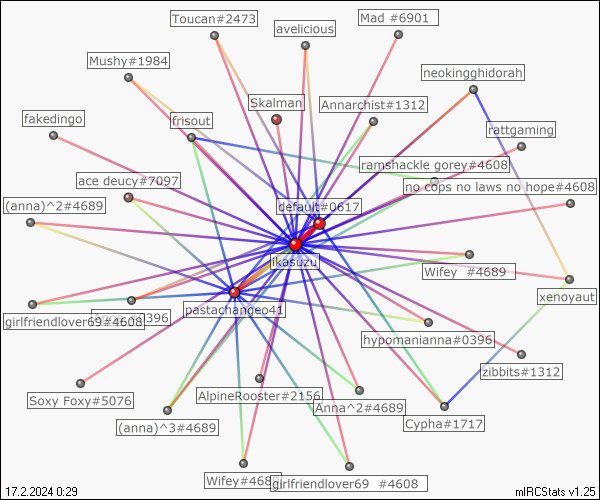 Toucan#2473
Mad #6901
avelicious
Mushy#1984
neokingghidorah
Skalman
Annarchist#1312
fakedingo
frisout
rattgaming
ramshackle gorey#4608
ace deucy#7097
no cops no laws no hope#4608
(anna)^2#4689
default#0617
ikasuzu
Wifey #4689
pastachange41
xenoyaut
girlfriendlover69#4608
0396
hypomanianna#0396
zibbits#1312
Soxy Foxy#5076
AlpineRooster#2156
Anna^2#4689
(anna)^3#4689
Cypha#1717
Wifey#468
girlfriendlover69 #4608
17.2.2024 0:29
mIRCStats v1.25